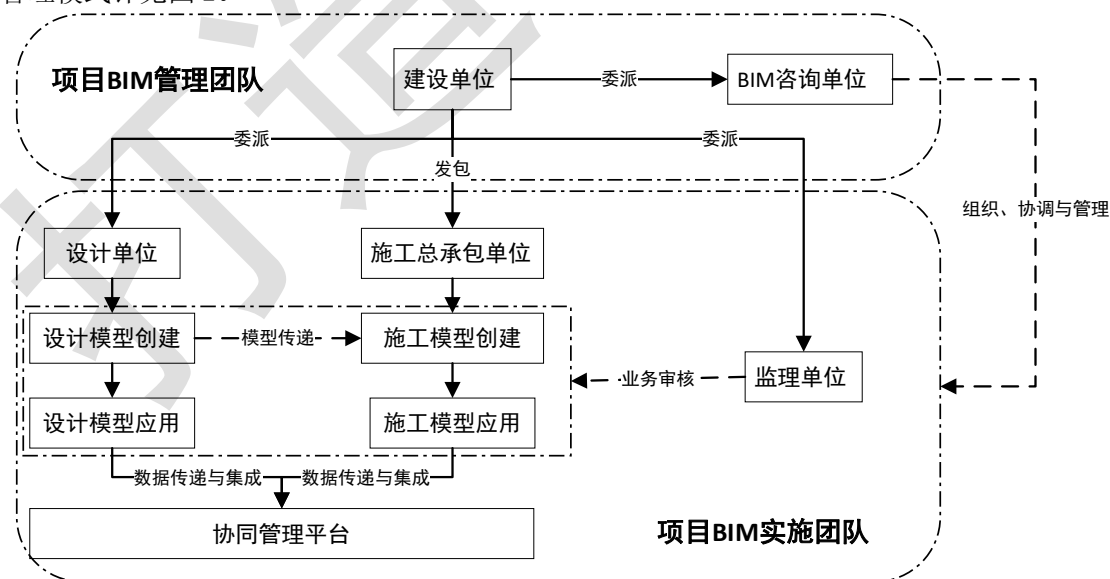 项目BIM管理团队
建设单位
委派
BIM咨询单位
委派
委派
发包
组织、协调与管理
设计单位
施工总承包单位
设计模型创建
模型传递
施工模型创建
业务审核
监理单位
设计模型应用
施工模型应用
数据传递与集成
数据传递与集成
协同管理平台
项目BIM实施团队